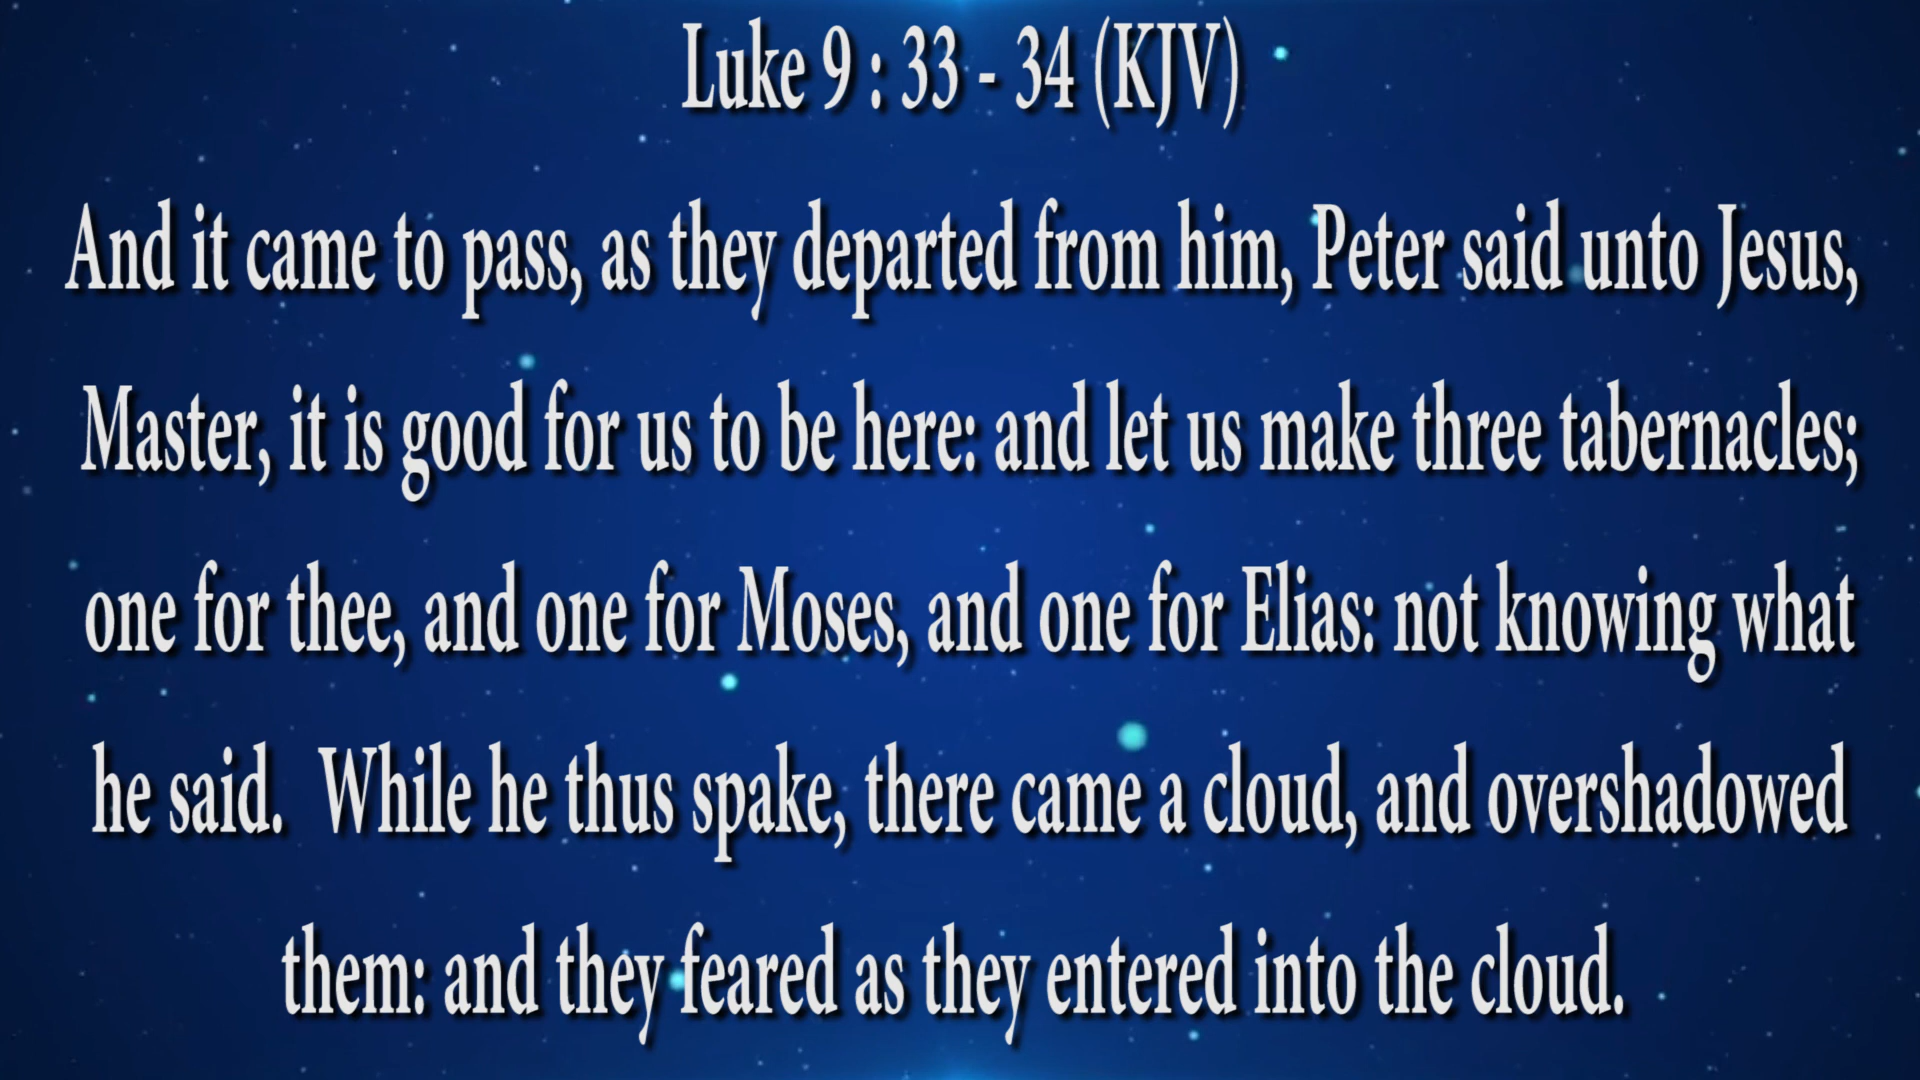 Luke 9 : 33 - 34 (KJV)
And it came to pass, as they departed from him, Peter said unto Jesus,
Master, it is good for us to be here: and let us make three tabernacles;
one for thee, and one for Moses, and one for Elias: not knowing what
he said.  While he thus spake, there came a cloud, and overshadowed
them: and they feared as they entered into the cloud.